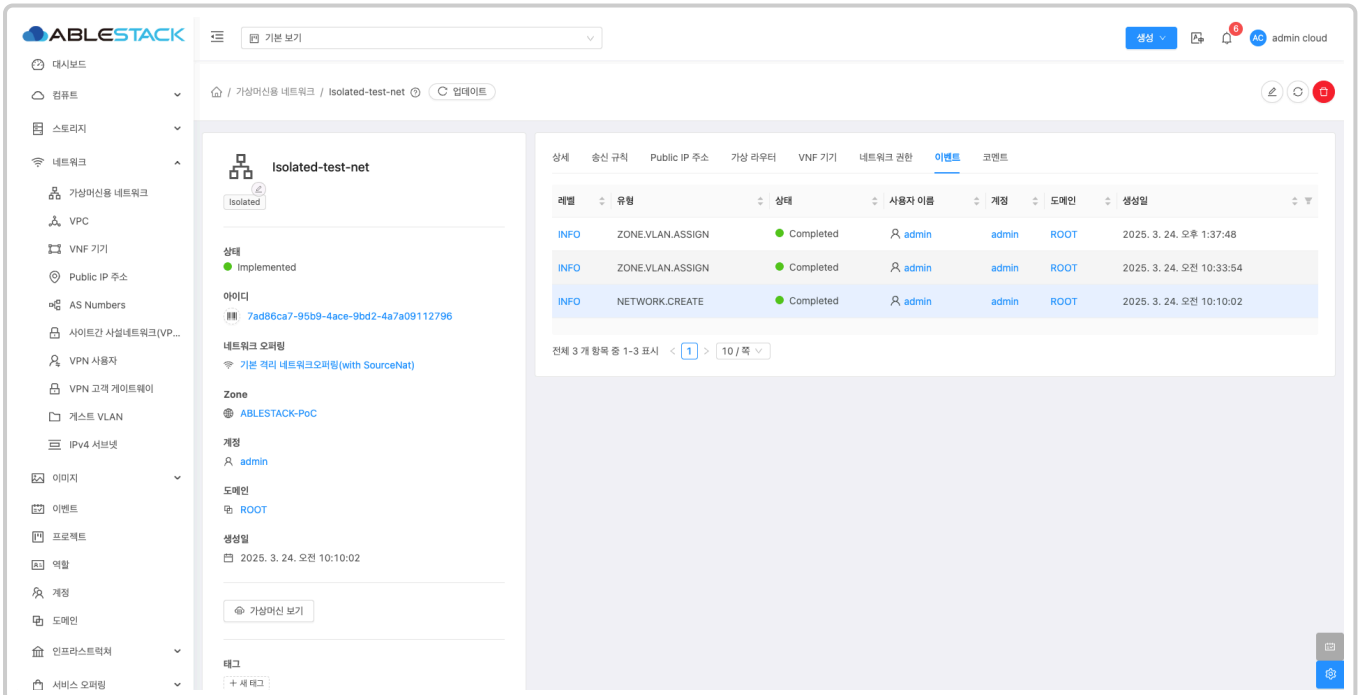 ABLESTACK
기본 보기
생성
6
AC
admin cloud
대시보드
컴퓨트
스토리지
네트워크
가상머신용 네트워크
VPC
VNF 기기
Public IP 주소
AS Numbers
사이트간 사설네트워크(VP...
VPN 사용자
VPN 고객 게이트웨이
게스트 VLAN
IPv4 서브넷
이미지
이벤트
프로젝트
역할
계정
도메인
인프라스트럭쳐
서비스 오퍼링
/ 가상머신용 네트워크 / Isolated-test-net
업데이트
Isolated-test-net
Isolated
상태
Implemented
아이디
7ad86ca7-95b9-4ace-9bd2-4a7a09112796
네트워크 오퍼링
기본 격리 네트워크오퍼링(with SourceNat)
Zone
ABLESTACK-PoC
계정
admin
도메인
ROOT
생성일
2025. 3. 24. 오전 10:10:02
가상머신 보기
태그
+ 새 태그
상세 송신 규칙 Public IP 주소 가상 라우터 VNF 기기 네트워크 권한 이벤트 코멘트
레벨 유형 상태 사용자 이름 계정 도메인 생성일
INFO ZONE.VLAN.ASSIGN Completed admin admin ROOT 2025. 3. 24. 오후 1:37:48
INFO ZONE.VLAN.ASSIGN Completed admin admin ROOT 2025. 3. 24. 오전 10:33:54
INFO NETWORK.CREATE Completed admin admin ROOT 2025. 3. 24. 오전 10:10:02
전체 3 개 항목 중 1-3 표시 < 1 > 10 / 쪽